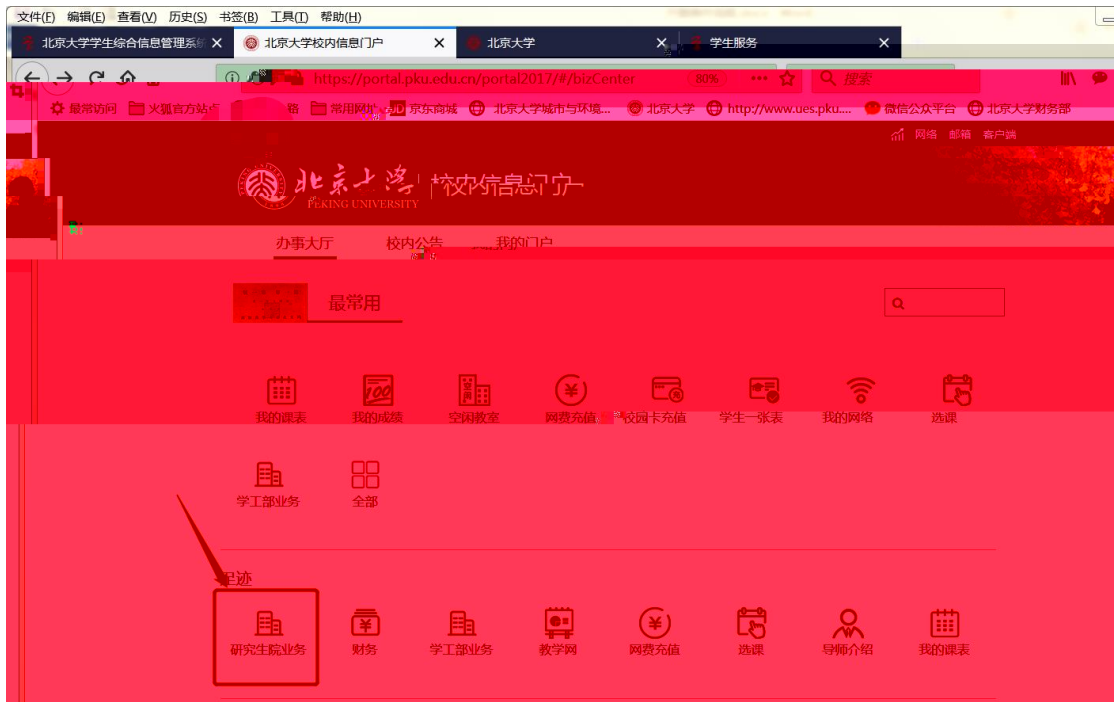 文件(F) 编辑(E) 查看(V) 历史(S) 书签(B) 工具(T) 帮助(H)
北京大学学生综合信息管理系统 北京大学校内信息门户 北京大学 学生服务
https://portal.pku.edu.cn/portal2017/#/bizCenter 80% 搜索
最常访问 火狐官方站点 常用网址 JD 京东商城 北京大学城市与环境... 北京大学 http://www.ues.pku.... 微信公众平台 北京大学财务部
网络 邮箱 客户端
北京大学 校内信息门户
PEKING UNIVERSITY
办事大厅 校内公告 我的门户
最常用
我的课表 我的成绩 空闲教室 网费充值 校园卡充值 学生一张表 我的网络 选课
学工部业务 全部
足迹
研究生院业务 财务 学工部业务 教学网 网费充值 选课 导师介绍 我的课表